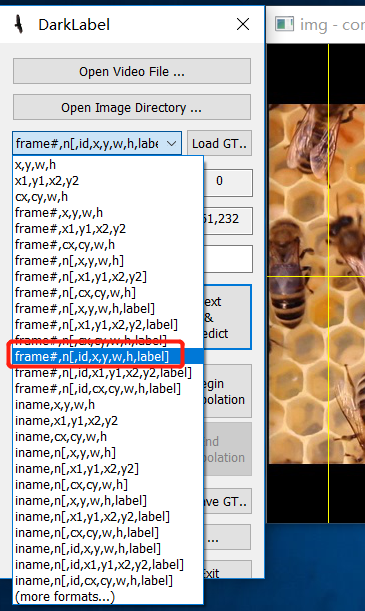 DarkLabel
img - con
Open Video File ...
Open Image Directory ...
frame#,n[,id,x,y,w,h,labe
Load GT..
x,y,w,h
0
x1,y1,x2,y2
cx,cy,w,h
frame#,x,y,w,h
51,232
frame#,x1,y1,x2,y2
frame#,cx,cy,w,h
frame#,n[,x,y,w,h]
frame#,n[,x1,y1,x2,y2]
frame#,n[,cx,cy,w,h]
ext
frame#,n[,x,y,w,h,label]
&
frame#,n[,x1,y1,x2,y2,label]
edict
frame#,n[,cx,cy,w,h,label]
frame#,n[,id,x,y,w,h,label]
frame#,n[,id,x1,y1,x2,y2,label]
egin
frame#,n[,id,cx,cy,w,h,label]
polation
iname,x,y,w,h
iname,x1,y1,x2,y2
iname,cx,cy,w,h
nd
iname,n[,x,y,w,h]
polation
iname,n[,x1,y1,x2,y2]
iname,n[,cx,cy,w,h]
iname,n[,x,y,w,h,label]
ave GT..
iname,n[,x1,y1,x2,y2,label]
iname,n[,cx,cy,w,h,label]
...
iname,n[,id,x,y,w,h,label]
iname,n[,id,x1,y1,x2,y2,label]
Exit
iname,n[,id,cx,cy,w,h,label]
(more formats...)